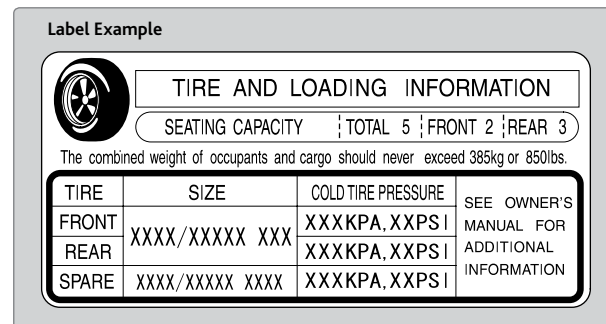 Label Example
TIRE AND LOADING INFORMATION
SEATING CAPACITY TOTAL 5 FRONT 2 REAR 3
The combined weight of occupants and cargo should never exceed 385kg or 850lbs.
TIRE SIZE COLD TIRE PRESSURE
FRONT XXXX/XXXXX XXX XXXKPA,XXPSI
REAR XXXKPA,XXPSI
SPARE XXXX/XXXXX XXXX XXXKPA,XXPSI
SEE OWNER'S
MANUAL FOR
ADDITIONAL
INFORMATION